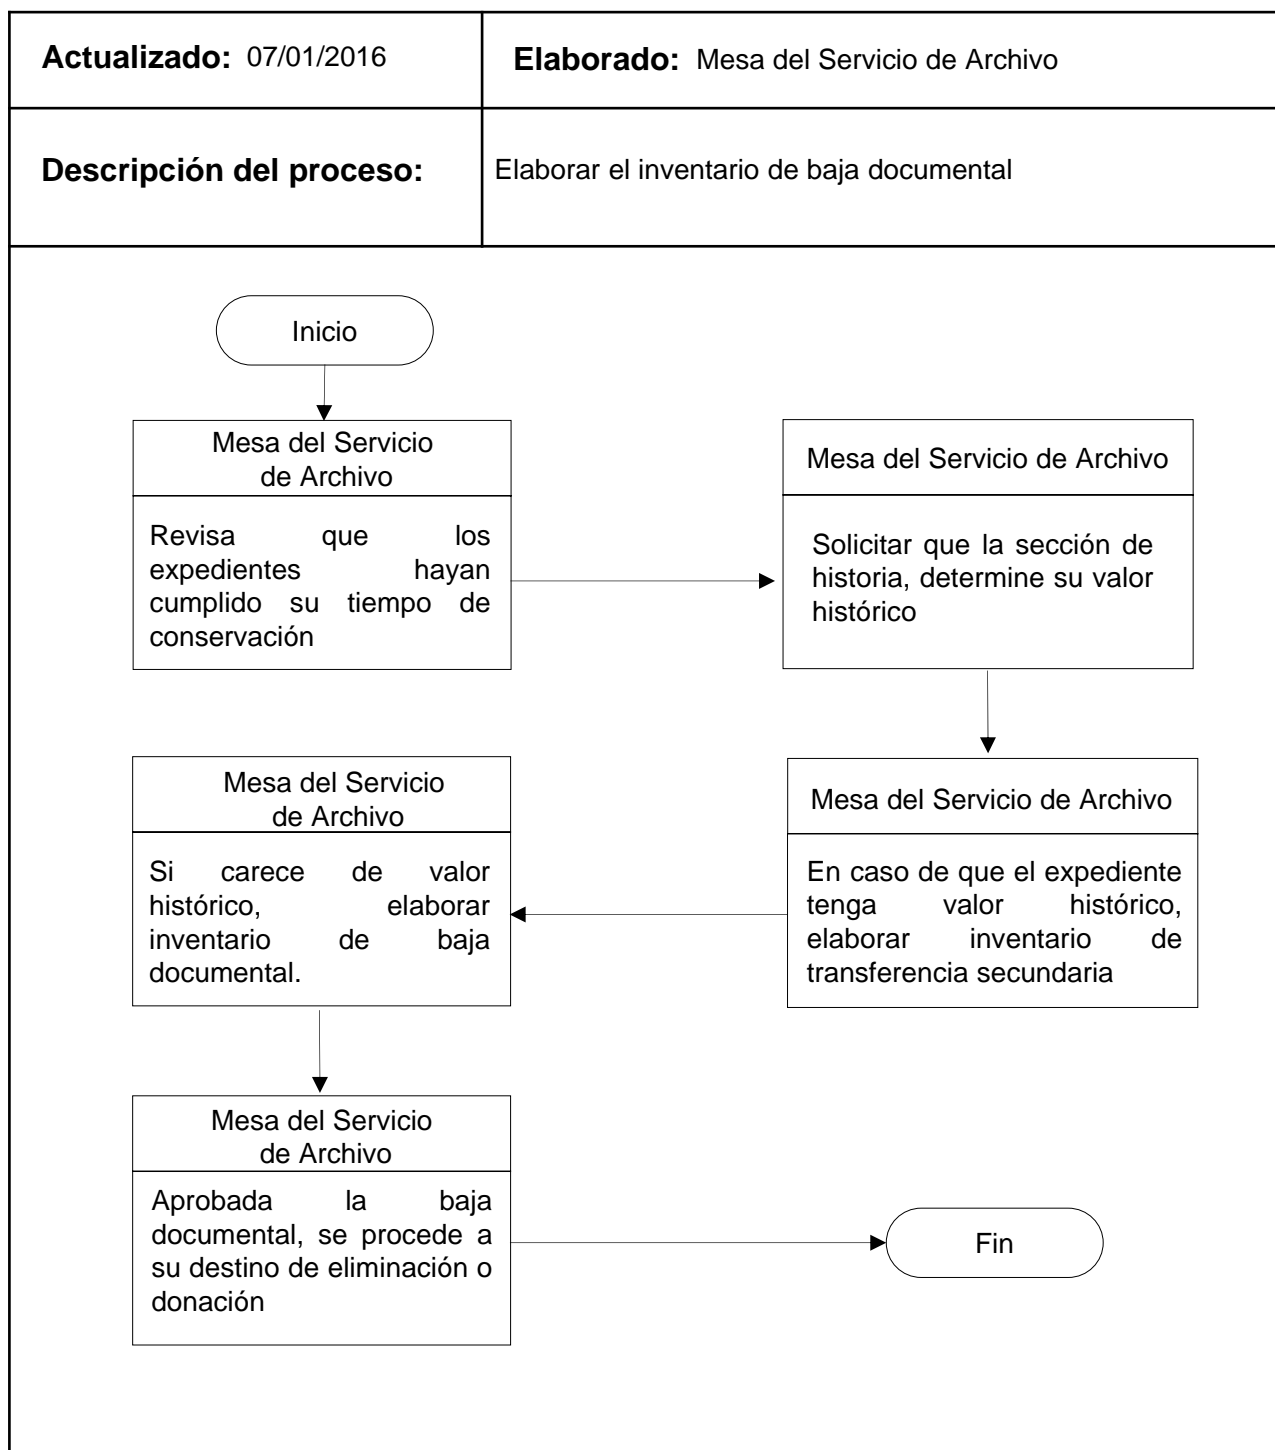 Actualizado: 07/01/2016
Elaborado: Mesa del Servicio de Archivo
Descripción del proceso:
Elaborar el inventario de baja documental
Inicio
Mesa del Servicio
de Archivo
Revisa que los
expedientes hayan
cumplido su tiempo de
conservación
Mesa del Servicio de Archivo
Solicitar que la sección de
historia, determine su valor
histórico
Mesa del Servicio de Archivo
En caso de que el expediente
tenga valor histórico,
elaborar inventario de
transferencia secundaria
Mesa del Servicio
de Archivo
Si carece de valor
histórico, elaborar
inventario de baja
documental.
Mesa del Servicio
de Archivo
Aprobada la baja
documental, se procede a
su destino de eliminación o
donación
Fin